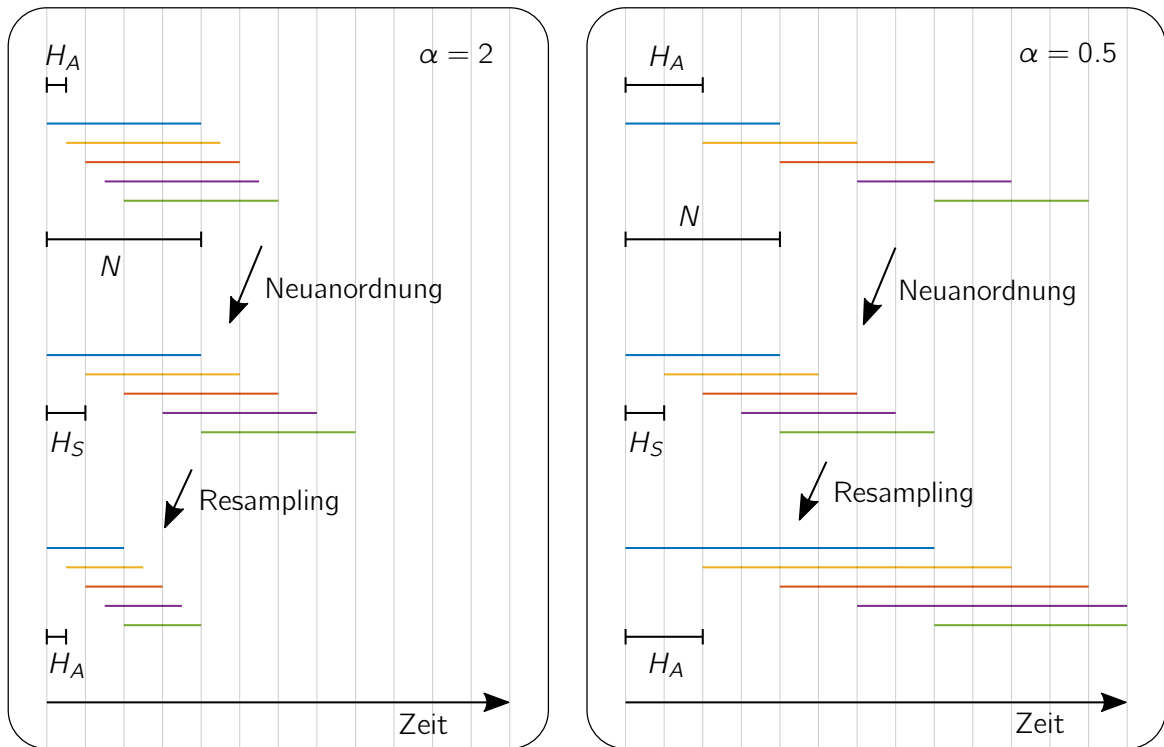 α = 2
H_A
N
Neuanordnung
H_S
Resampling
H_A
Zeit
α = 0.5
H_A
N
Neuanordnung
H_S
Resampling
H_A
Zeit